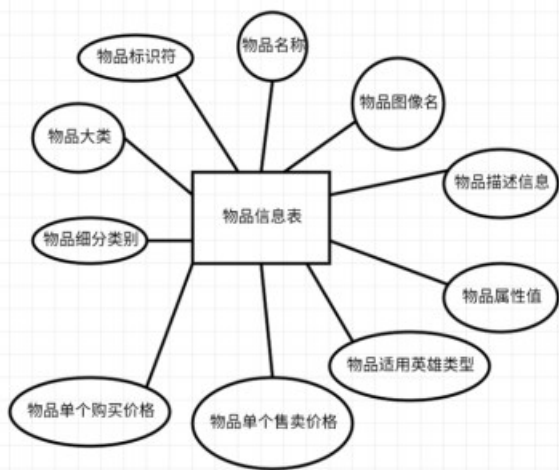 物品名称
物品标识符
物品图像名
物品大类
物品描述信息
物品信息表
物品细分类别
物品属性值
物品适用英雄类型
物品单个购买价格
物品单个售卖价格